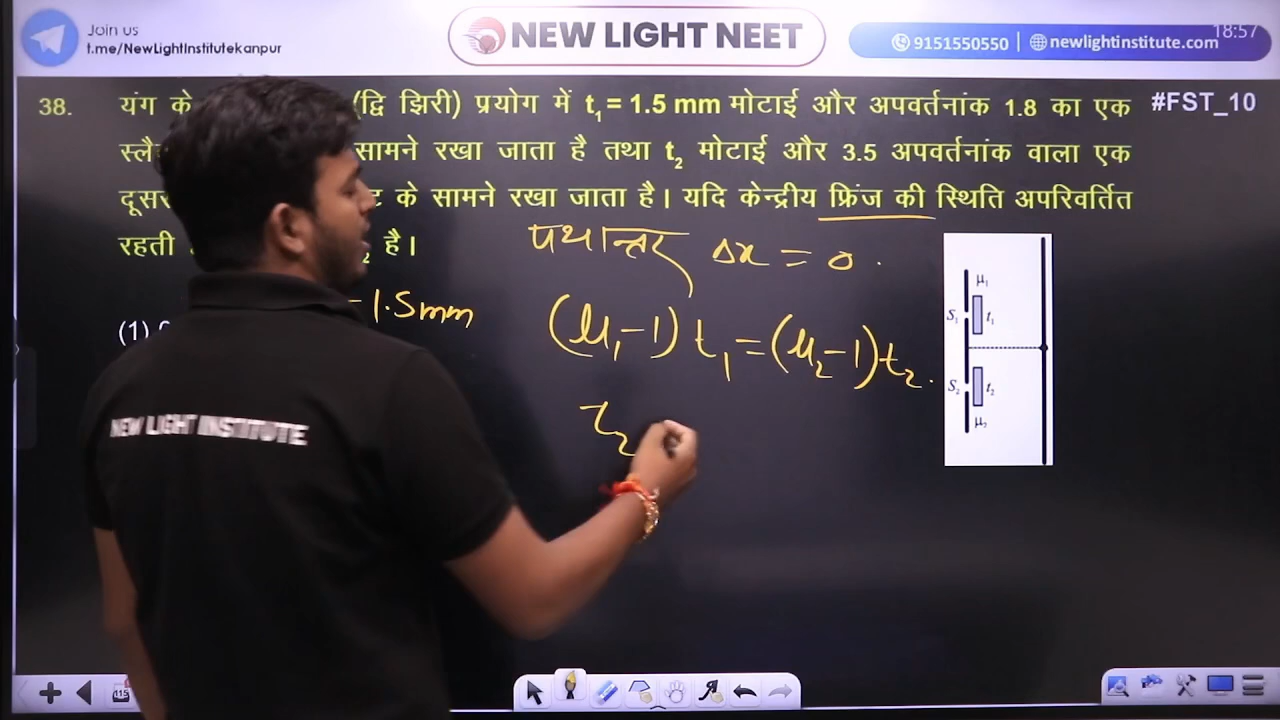 Join us
t.me/NewLightInstitutekanpur
NEW LIGHT NEET
9151550550 | newlightinstitute.com
18:57
#FST_10
38. यंग के (द्वि झिरी) प्रयोग में t₁ = 1.5 mm मोटाई और अपवर्तनांक 1.8 का एक
सामने रखा जाता है तथा t₂ मोटाई और 3.5 अपवर्तनांक वाला एक
के सामने रखा जाता है। यदि केन्द्रीय फ्रिंज की स्थिति अपरिवर्तित
रहती है।
पथान्तर Δx = 0.
1.5mm
(μ₁-1) t₁ = (μ₂-1)t₂.
t₂
(1)
μ₁
S₁ t₁
S₂ t₂
μ₂
NEW LIGHT INSTITUTE
115